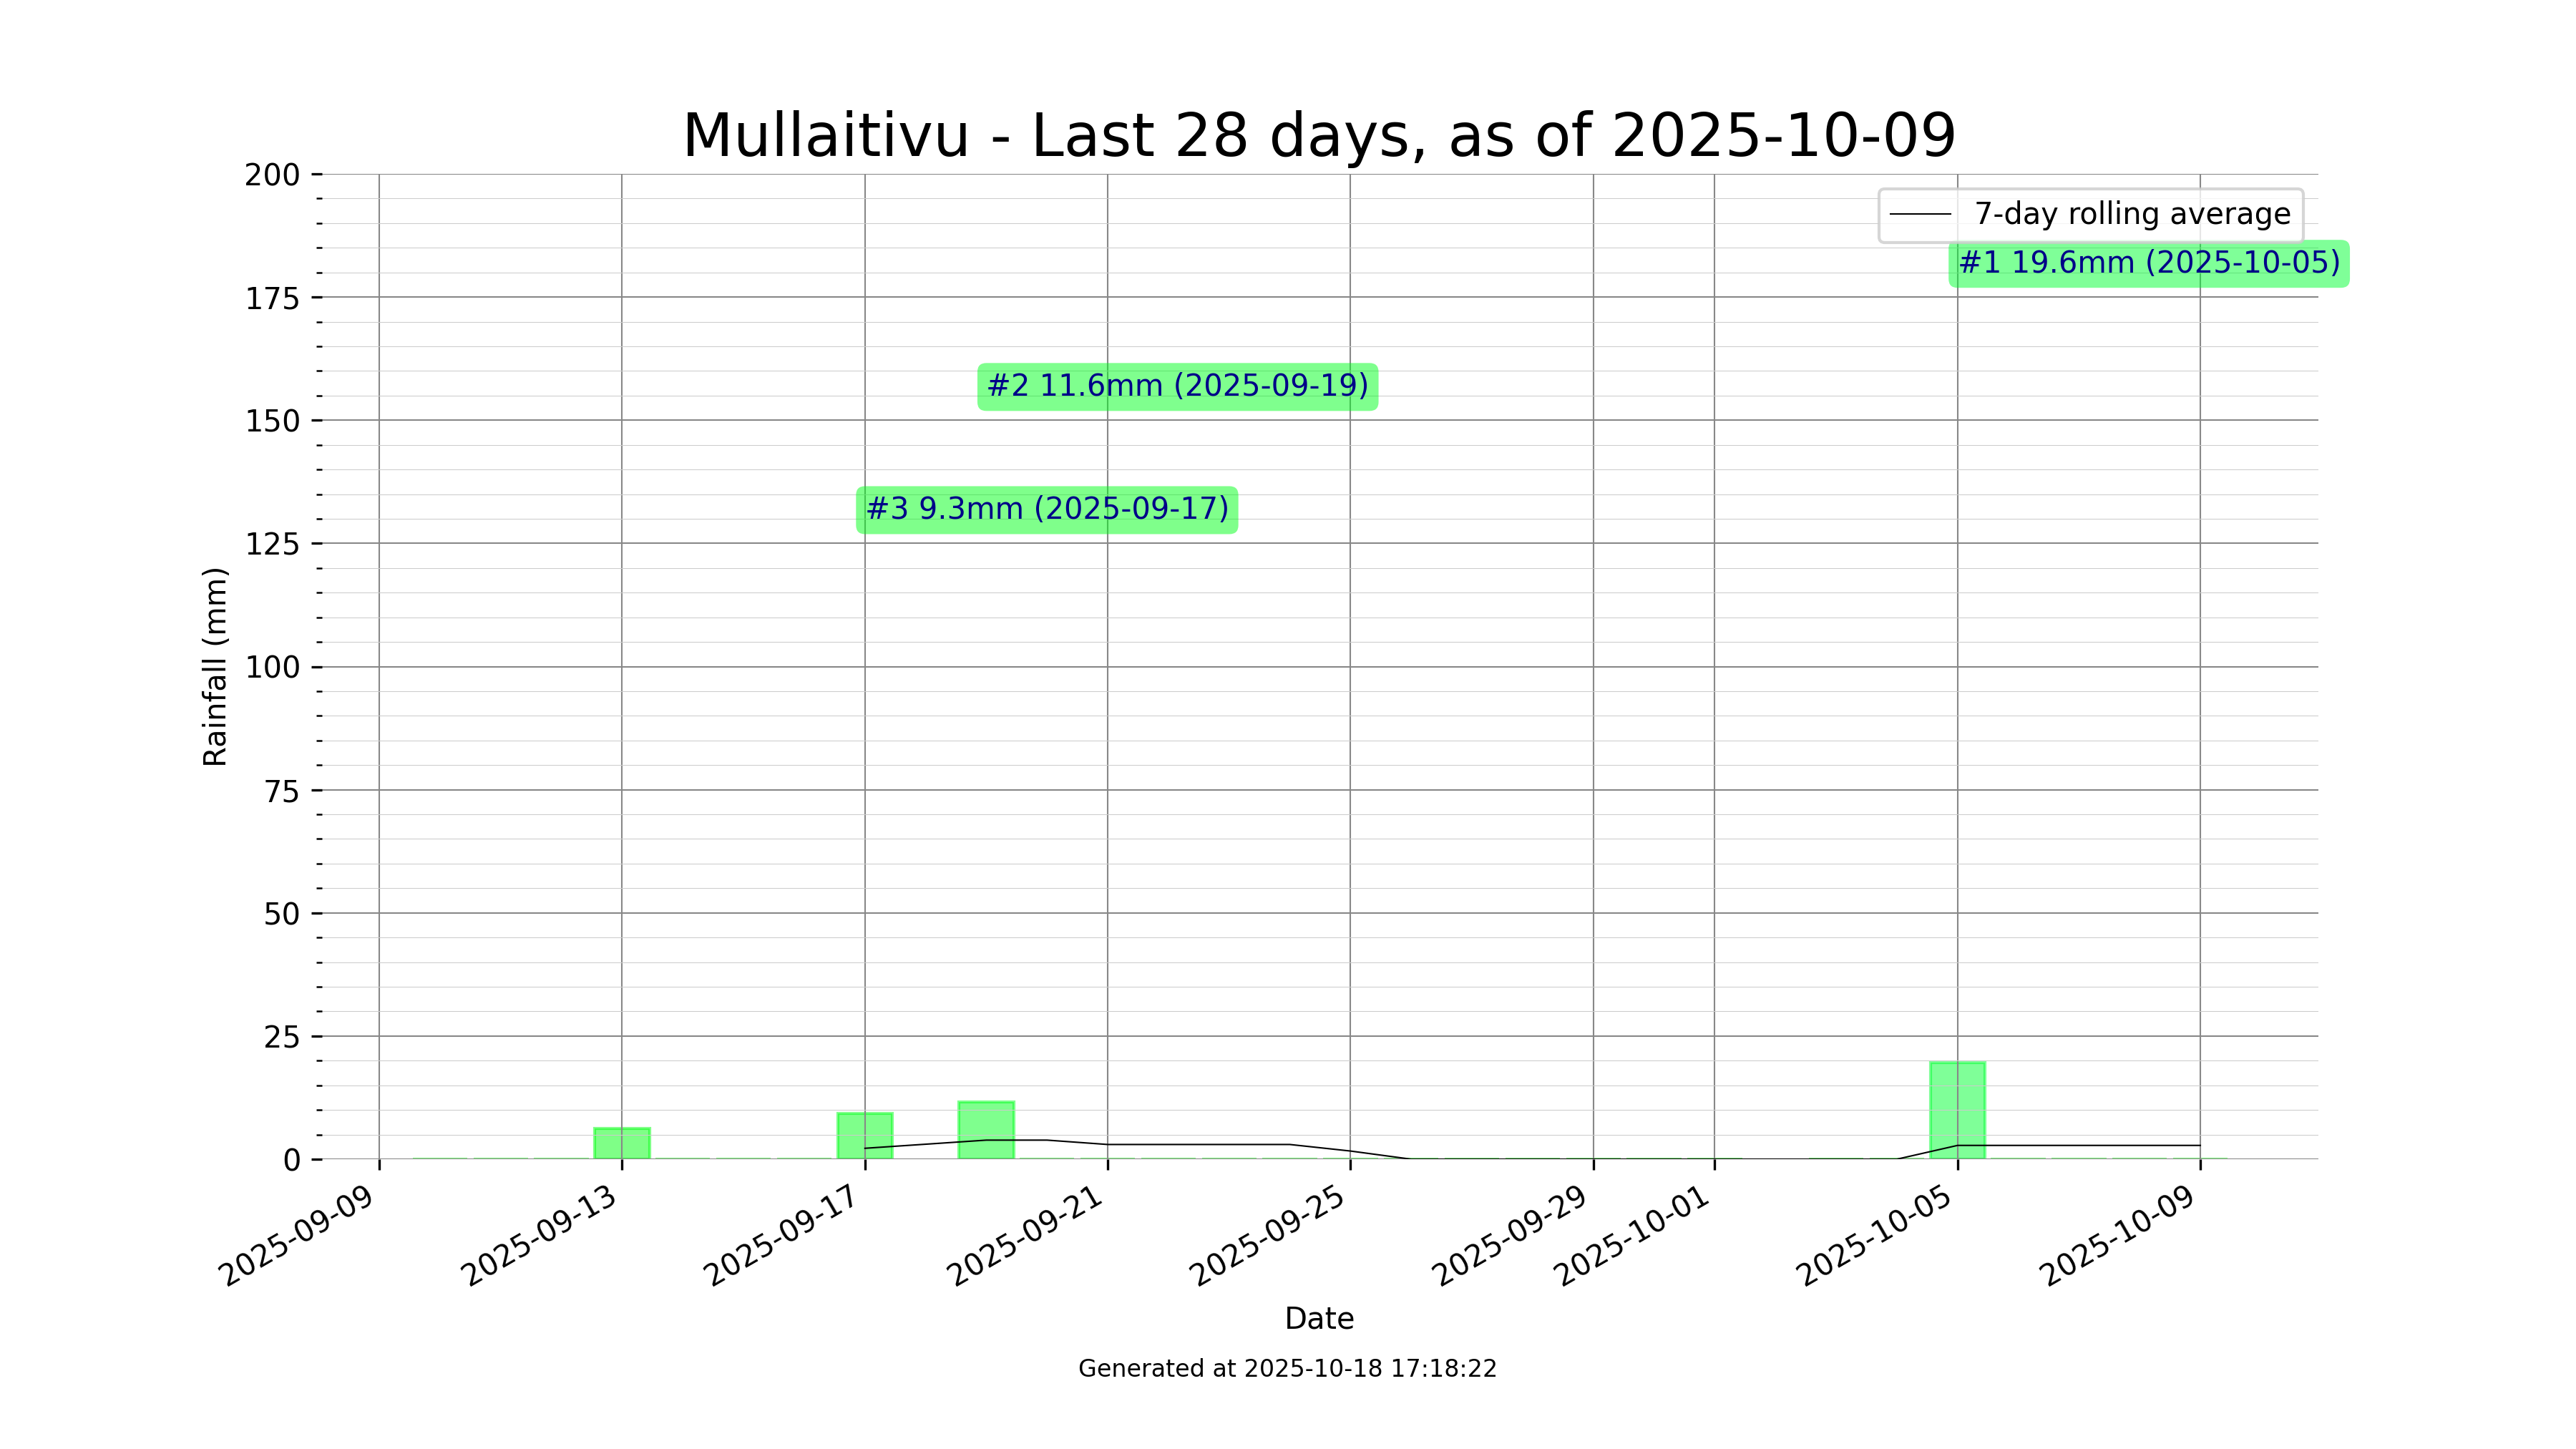 Mullaitivu - Last 28 days, as of 2025-10-09
200
175
150
125
100
75
50
25
0
Rainfall (mm)
7-day rolling average
#1 19.6mm (2025-10-05)
#2 11.6mm (2025-09-19)
#3 9.3mm (2025-09-17)
2025-09-09
2025-09-13
2025-09-17
2025-09-21
2025-09-25
2025-09-29
2025-10-01
2025-10-05
2025-10-09
Date
Generated at 2025-10-18 17:18:22